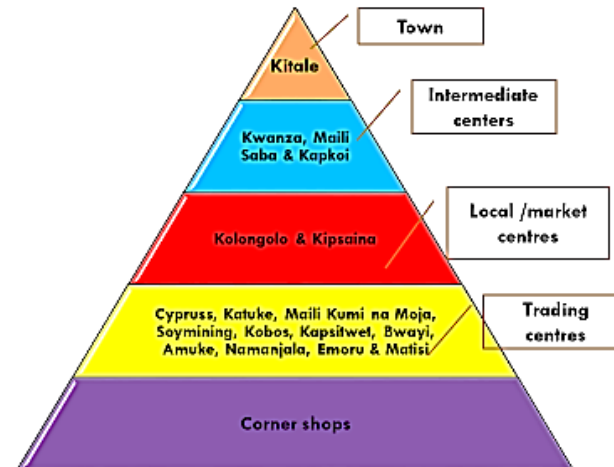 Town
Kitale
Intermediate
centers
Kwanza, Maili
Saba & Kapkoi
Local /market
centres
Kolongolo & Kipsaina
Trading
centres
Cypruss, Katuke, Maili Kumi na Moja,
Soymining, Kobos, Kapsitwet, Bwayi,
Amuke, Namanjala, Emoru & Matisi
Corner shops